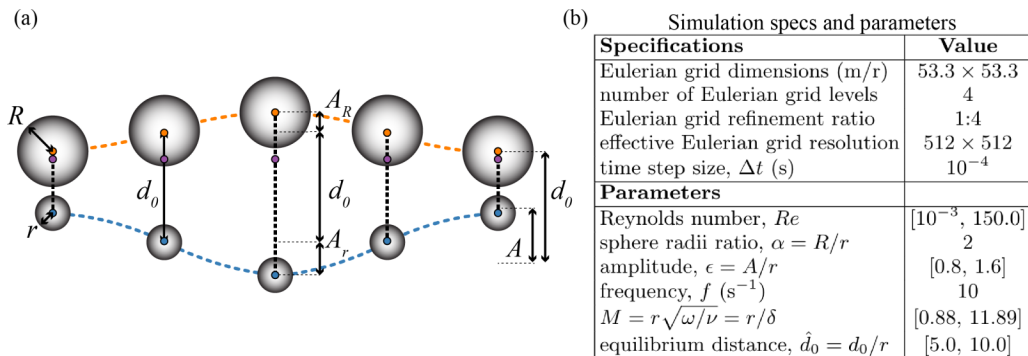 (a)
A_R
R
d_0
d_0
d_0
r
A_r
A
(b)
Simulation specs and parameters
Specifications Value
Eulerian grid dimensions (m/r) 53.3 × 53.3
number of Eulerian grid levels 4
Eulerian grid refinement ratio 1:4
effective Eulerian grid resolution 512 × 512
time step size, Δt (s) 10⁻⁴
Parameters
Reynolds number, Re [10⁻³, 150.0]
sphere radii ratio, α = R/r 2
amplitude, ϵ = A/r [0.8, 1.6]
frequency, f (s⁻¹) 10
M = r√ω/ν = r/δ [0.88, 11.89]
equilibrium distance, d̂₀ = d₀/r [5.0, 10.0]